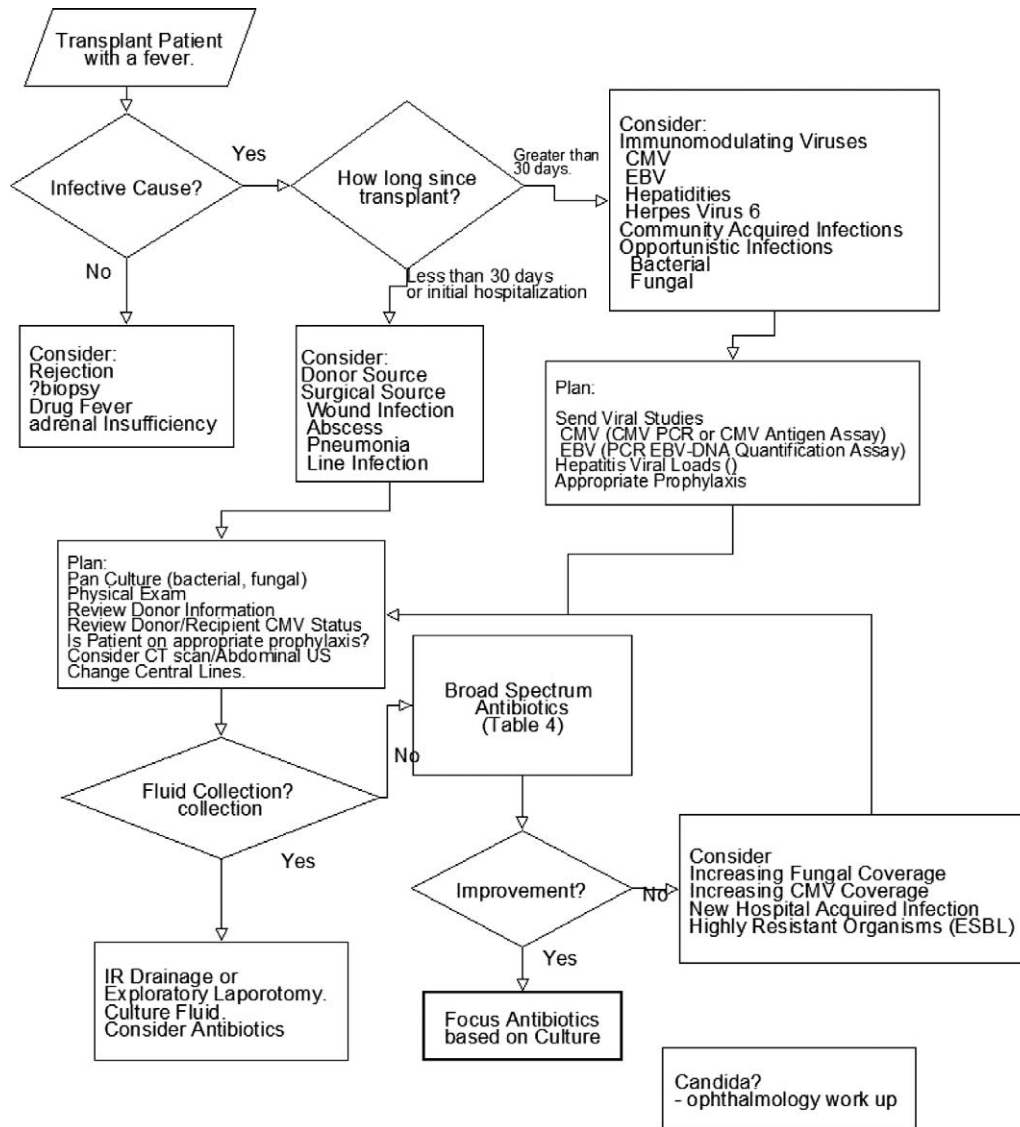 Transplant Patient
with a fever.
Infective Cause?
Yes
No
How long since
transplant?
Greater than
30 days.
Less than 30 days
or initial hospitalization
Consider:
Immunomodulating Viruses
CMV
EBV
Hepatidities
Herpes Virus 6
Community Acquired Infections
Opportunistic Infections
Bacterial
Fungal
Consider:
Rejection
?biopsy
Drug Fever
adrenal Insufficiency
Consider:
Donor Source
Surgical Source
Wound Infection
Abscess
Pneumonia
Line Infection
Plan:
Send Viral Studies
CMV (CMV PCR or CMV Antigen Assay)
EBV (PCR EBV-DNA Quantification Assay)
Hepatitis Viral Loads ()
Appropriate Prophylaxis
Plan:
Pan Culture (bacterial, fungal)
Physical Exam
Review Donor Information
Review Donor/Recipient CMV Status
Is Patient on appropriate prophylaxis?
Consider CT scan/Abdominal US
Change Central Lines.
Broad Spectrum
Antibiotics
(Table 4)
No
Fluid Collection?
collection
Yes
Improvement?
No
Yes
Consider
Increasing Fungal Coverage
Increasing CMV Coverage
New Hospital Acquired Infection
Highly Resistant Organisms (ESBL)
IR Drainage or
Exploratory Laporotomy.
Culture Fluid.
Consider Antibiotics
Focus Antibiotics
based on Culture
Candida?
- ophthalmology work up